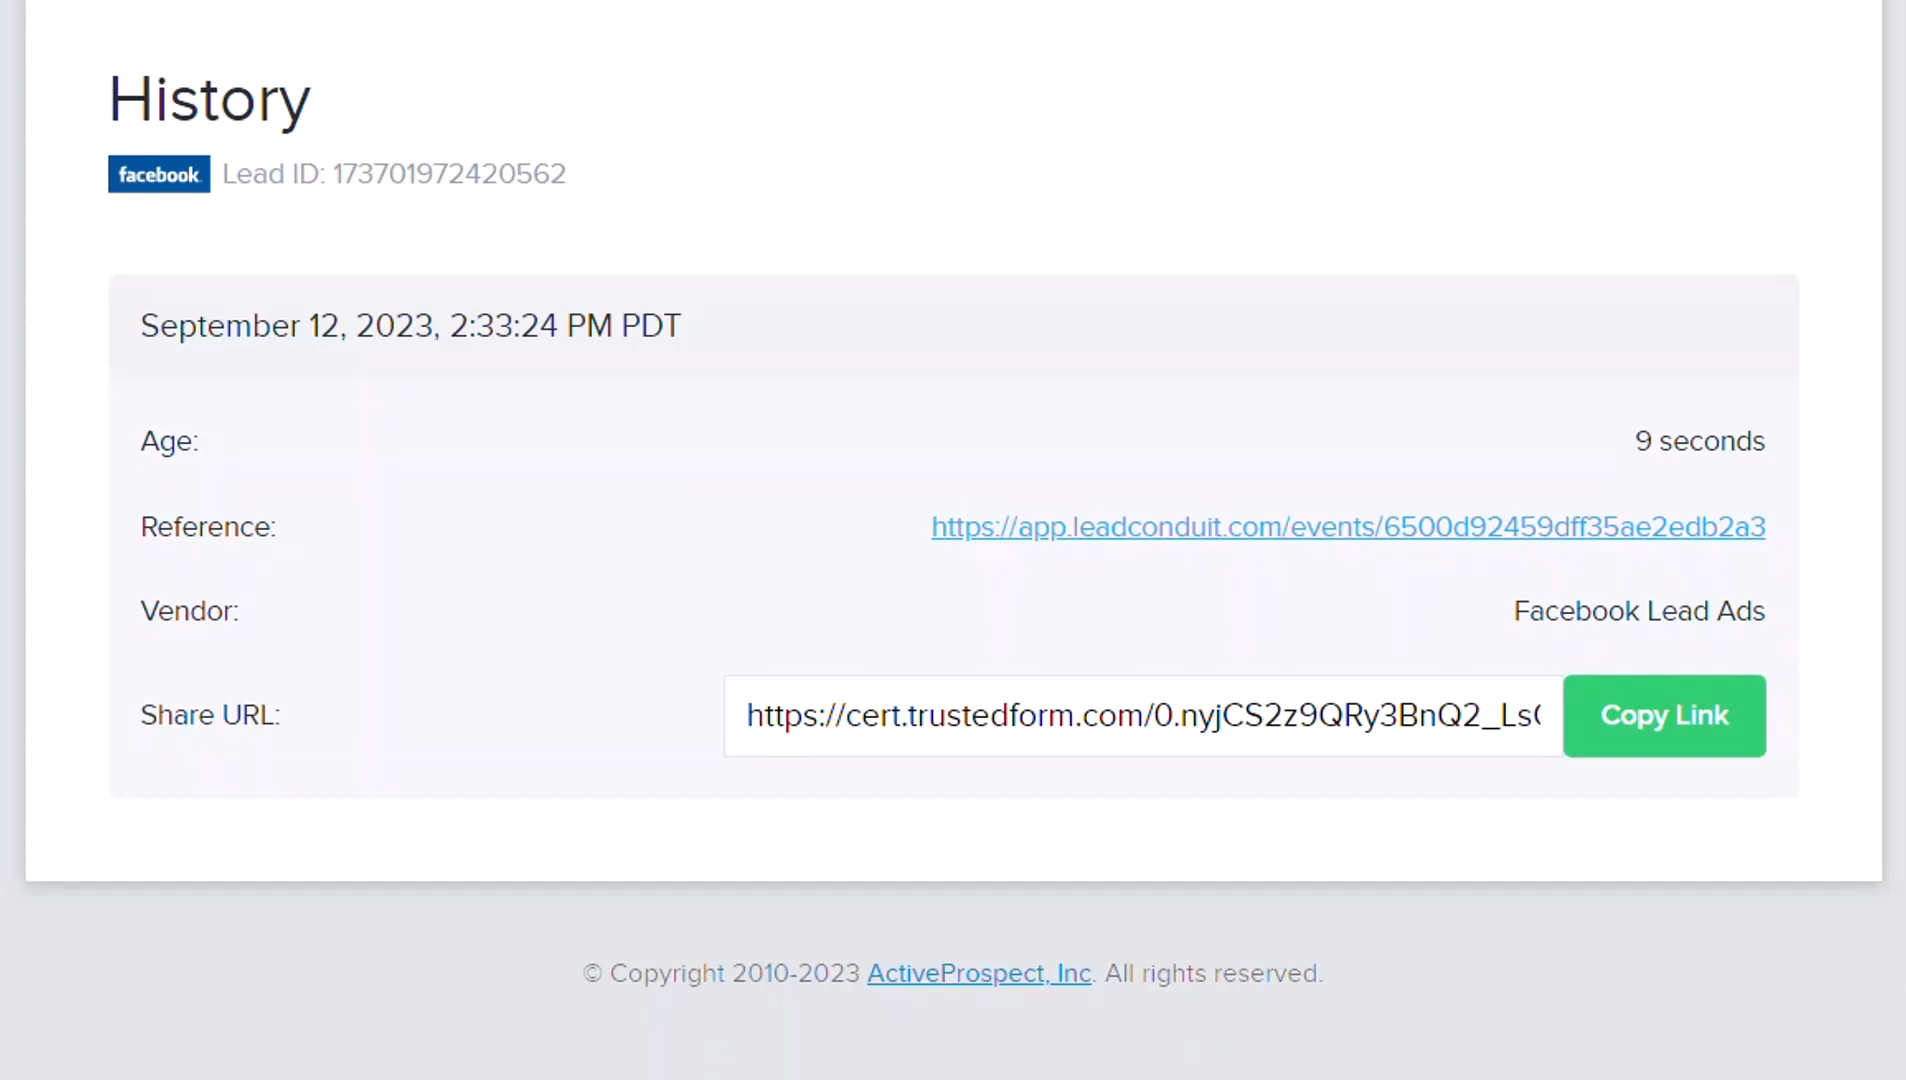 History
facebook. Lead ID: 173701972420562
September 12, 2023, 2:33:24 PM PDT
Age: 9 seconds
Reference: https://app.leadconduit.com/events/6500d92459dff35ae2edb2a3
Vendor: Facebook Lead Ads
Share URL: https://cert.trustedform.com/0.nyjCS2z9QRy3BnQ2_Ls Copy Link
© Copyright 2010-2023 ActiveProspect, Inc. All rights reserved.